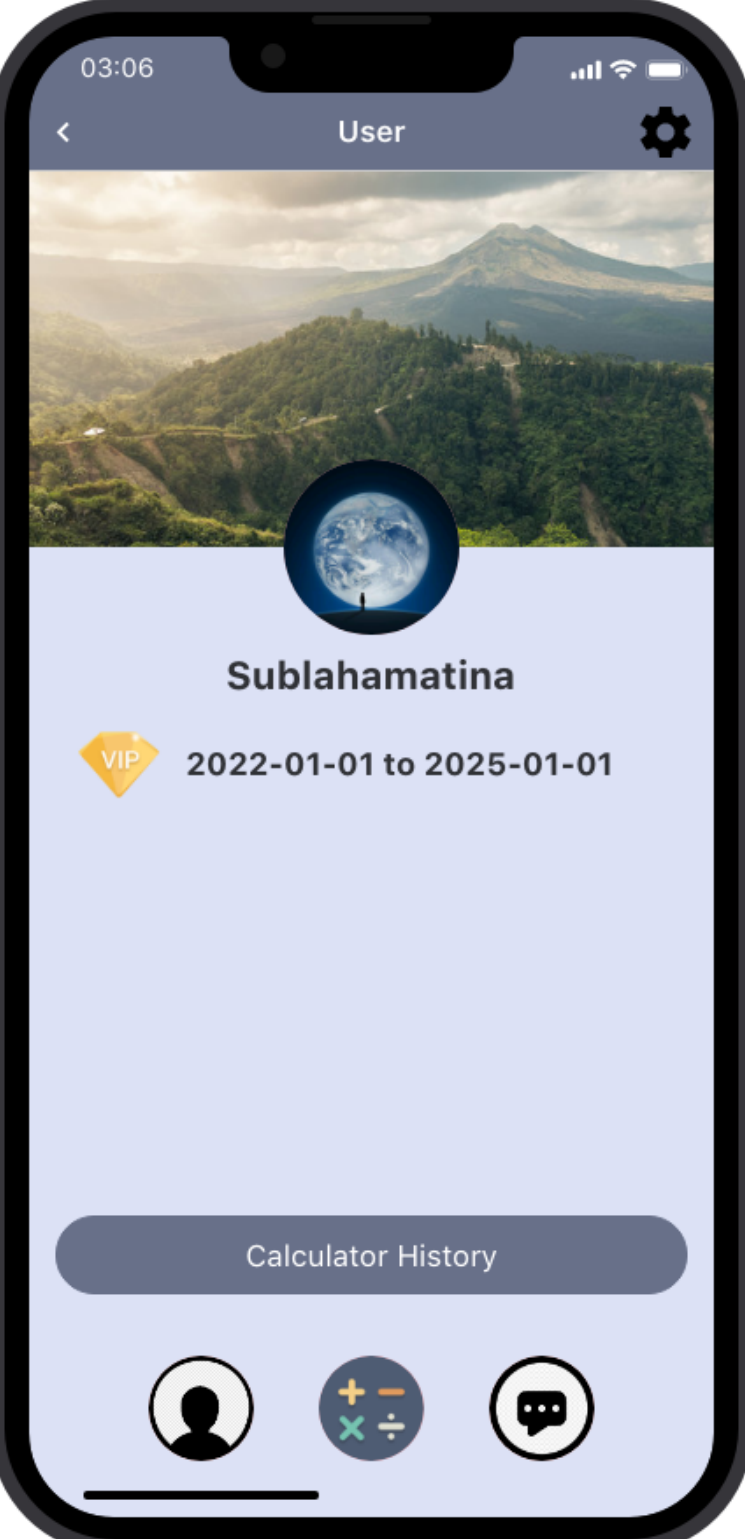 03:06
User
Sublahamatina
VIP
2022-01-01 to 2025-01-01
Calculator History